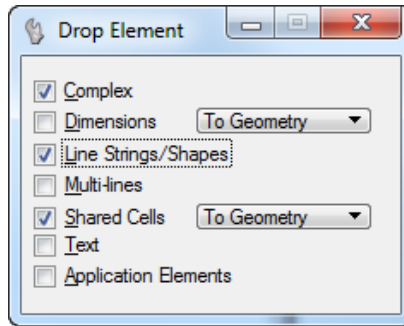 Drop Element
Complex
Dimensions To Geometry
Line Strings/Shapes
Multi-lines
Shared Cells To Geometry
Text
Application Elements